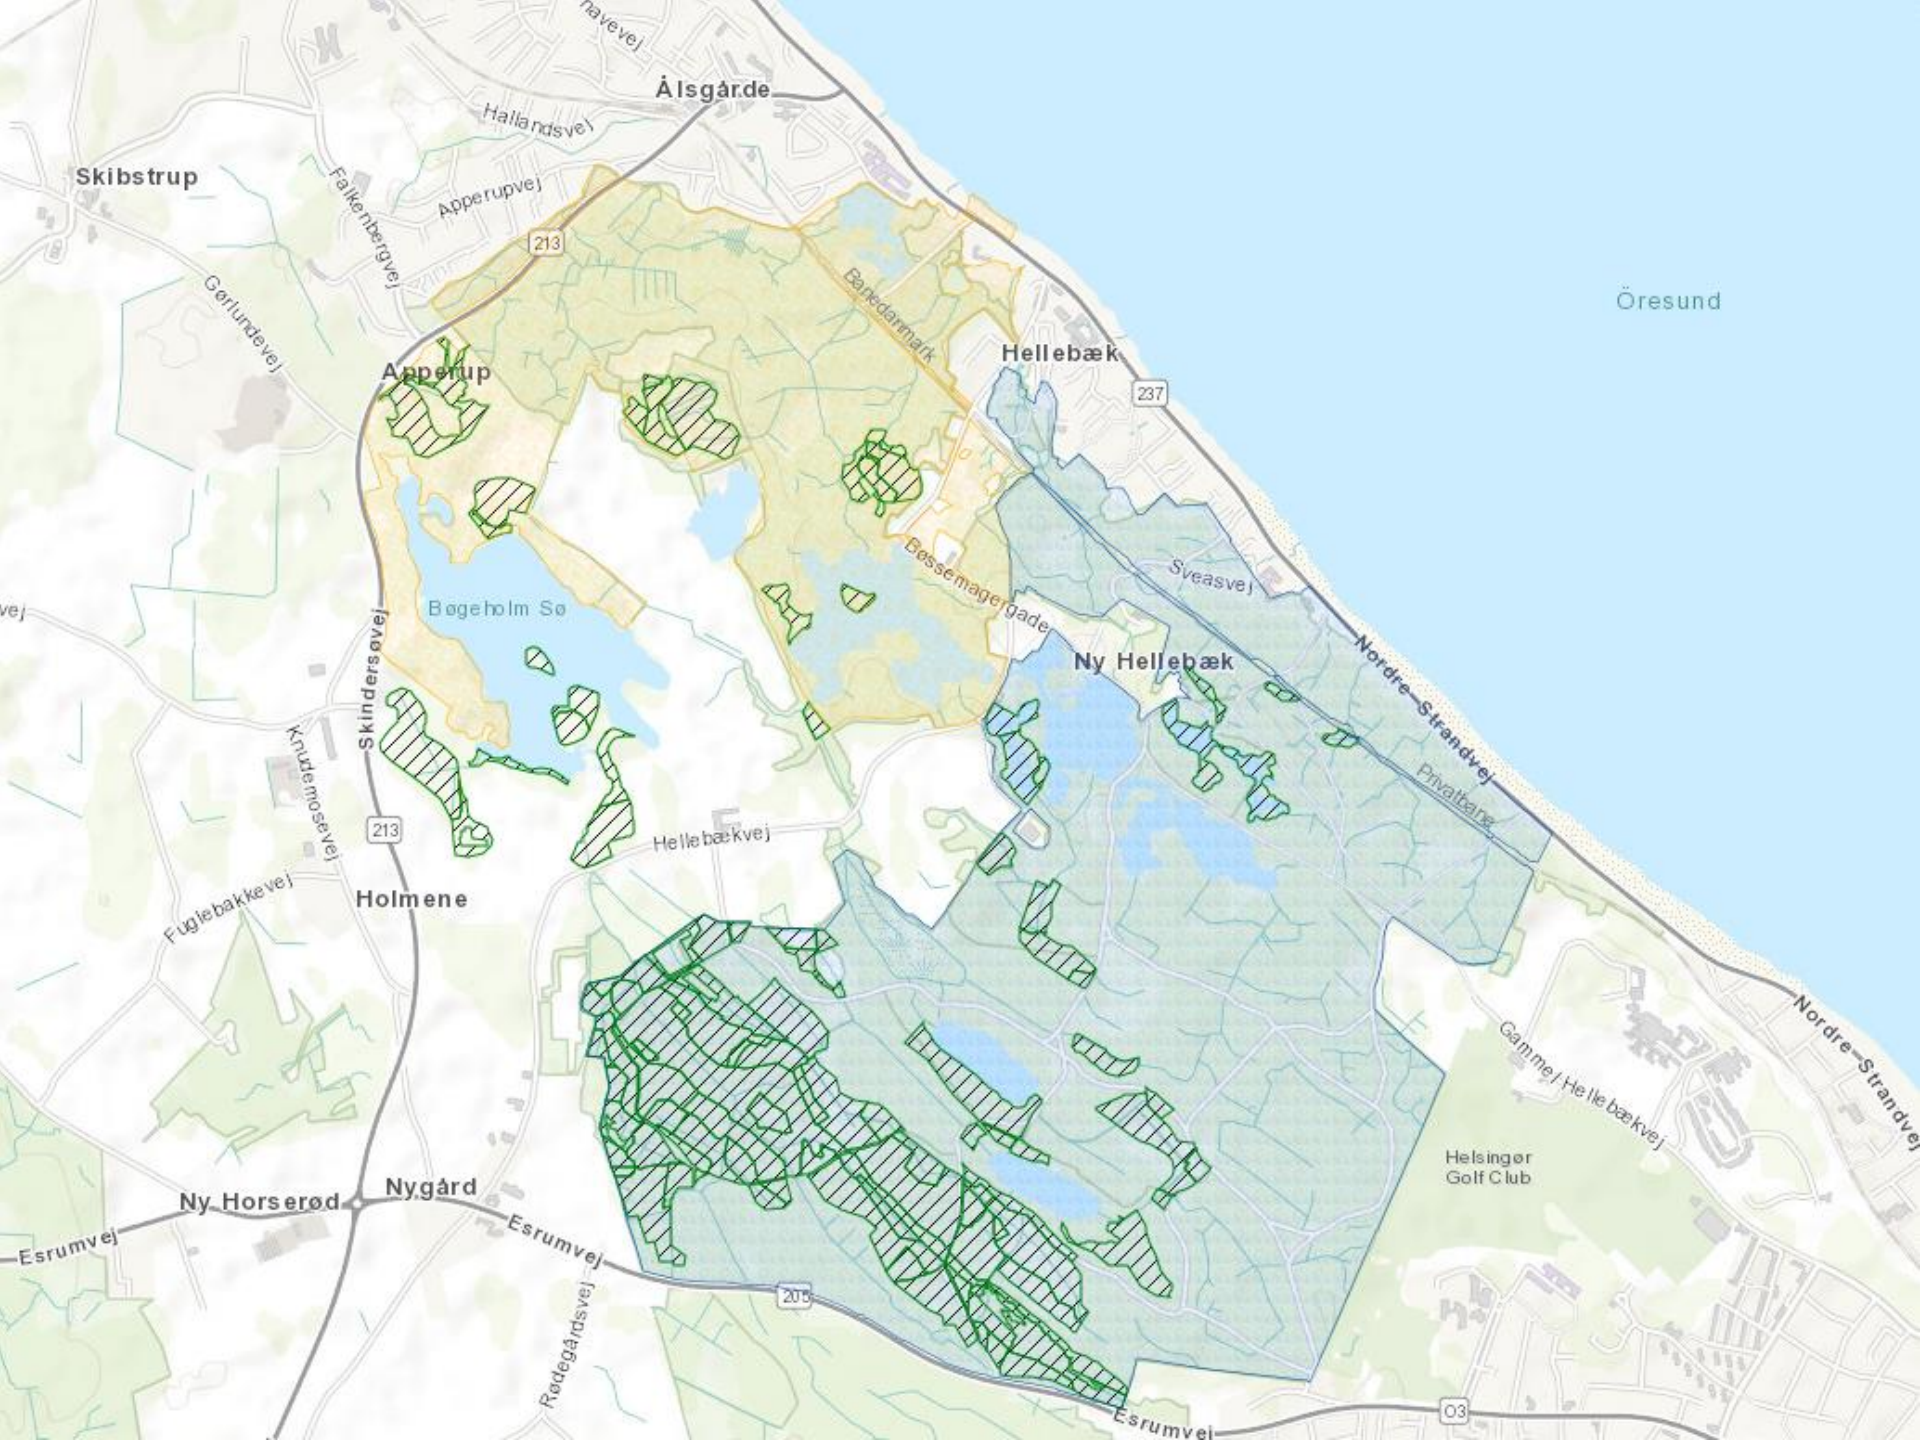 Ålsgårde
Hallandsvej
Skibstrup
Falkenbergvej
Apperupvej
213
Gørlundevej
Banedanmark
Öresund
Hellebæk
Apperup
237
Bøssemagergade
Sveasvej
Bøgeholm Sø
vej
Skindersøvej
Ny Hellebæk
Nordre Strandvej
Knudemosevej
Privatbane
213
Hellebækvej
Fuglebakkevej
Holmene
Nordre Strandvej
Gammel Hellebækvej
Helsingør
Golf Club
Ny Horserød
Nygård
Esrumvej
Esrumvej
205
Rødegårdsvej
Esrumvej
O3